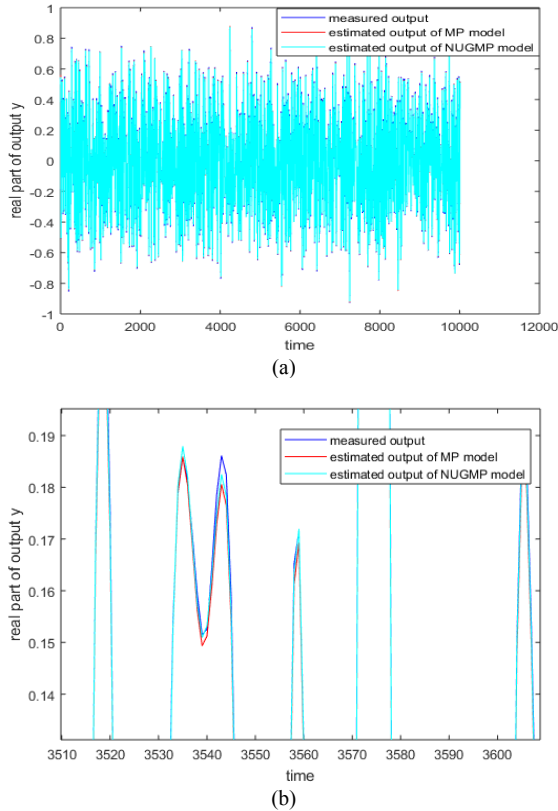 1
0.8
0.6
0.4
0.2
0
-0.2
-0.4
-0.6
-0.8
-1
real part of output y
measured output
estimated output of MP model
estimated output of NUGMP model
0 2000 4000 6000 8000 10000 12000
time
(a)
0.19
0.18
0.17
0.16
0.15
0.14
real part of output y
measured output
estimated output of MP model
estimated output of NUGMP model
3510 3520 3530 3540 3550 3560 3570 3580 3590 3600
time
(b)